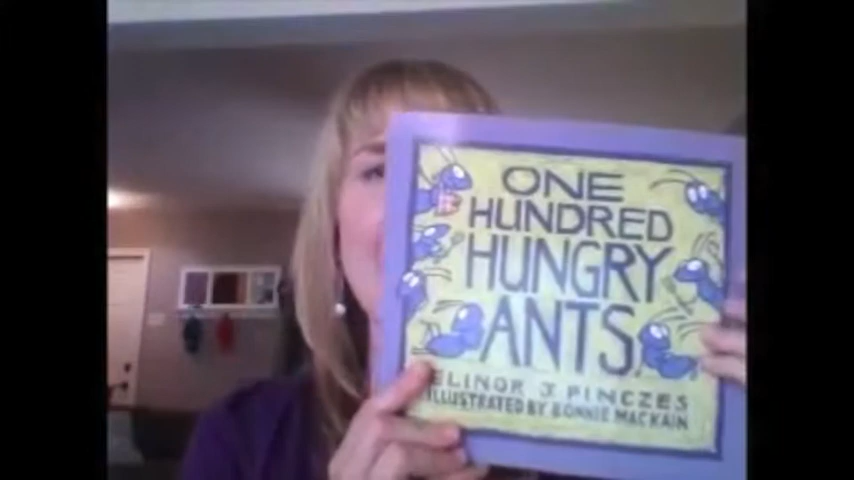 ONE
HUNDRED
HUNGRY
ANTS
ELINOR J. PINCZES
ILLUSTRATED BY BONNIE MACKAIN